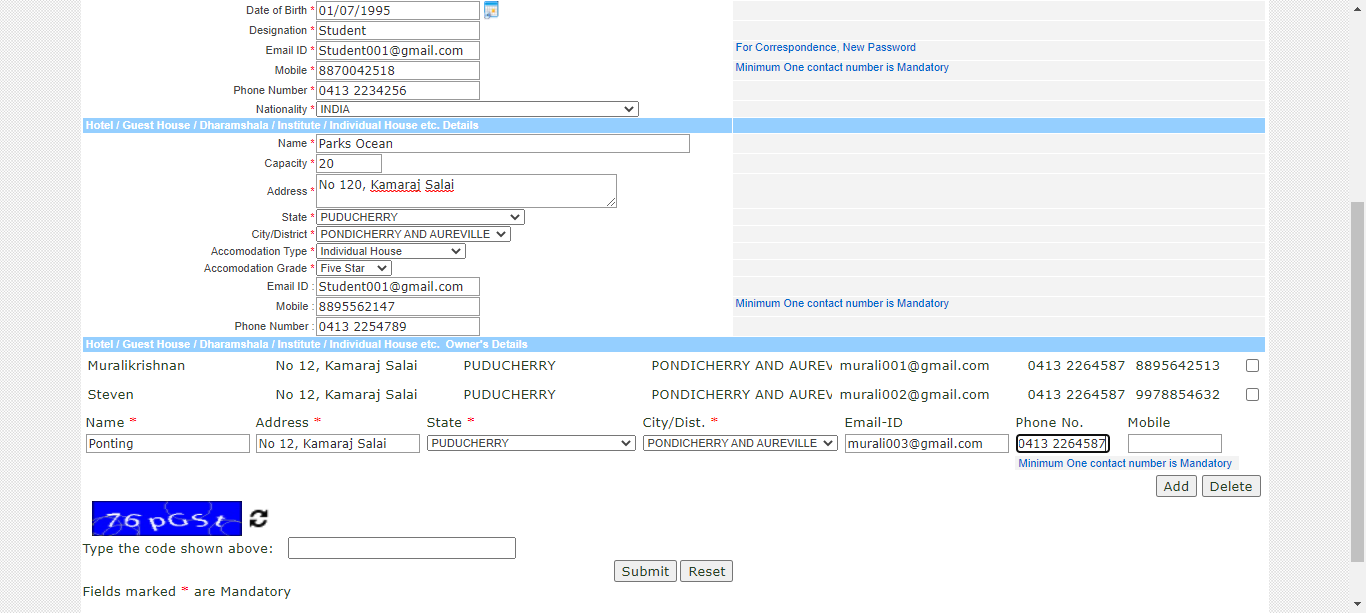 Date of Birth * 01/07/1995
Designation * Student
Email ID * Student001@gmail.com For Correspondence, New Password
Mobile * 8870042518 Minimum One contact number is Mandatory
Phone Number * 0413 2234256
Nationality * INDIA
Hotel / Guest House / Dharamshala / Institute / Individual House etc. Details
Name * Parks Ocean
Capacity * 20
Address * No 120, Kamaraj Salai
State * PUDUCHERRY
City/District * PONDICHERRY AND AUREVILLE
Accomodation Type * Individual House
Accomodation Grade * Five Star
Email ID : Student001@gmail.com
Mobile : 8895562147 Minimum One contact number is Mandatory
Phone Number : 0413 2254789
Hotel / Guest House / Dharamshala / Institute / Individual House etc. Owner's Details
Muralikrishnan No 12, Kamaraj Salai PUDUCHERRY PONDICHERRY AND AUREV murali001@gmail.com 0413 2264587 8895642513
Steven No 12, Kamaraj Salai PUDUCHERRY PONDICHERRY AND AUREV murali002@gmail.com 0413 2264587 9978854632
Name * Address * State * City/Dist. * Email-ID Phone No. Mobile
Ponting No 12, Kamaraj Salai PUDUCHERRY PONDICHERRY AND AUREVILLE murali003@gmail.com 0413 2264587
Minimum One contact number is Mandatory
Add Delete
76pGSt
Type the code shown above:
Submit Reset
Fields marked * are Mandatory